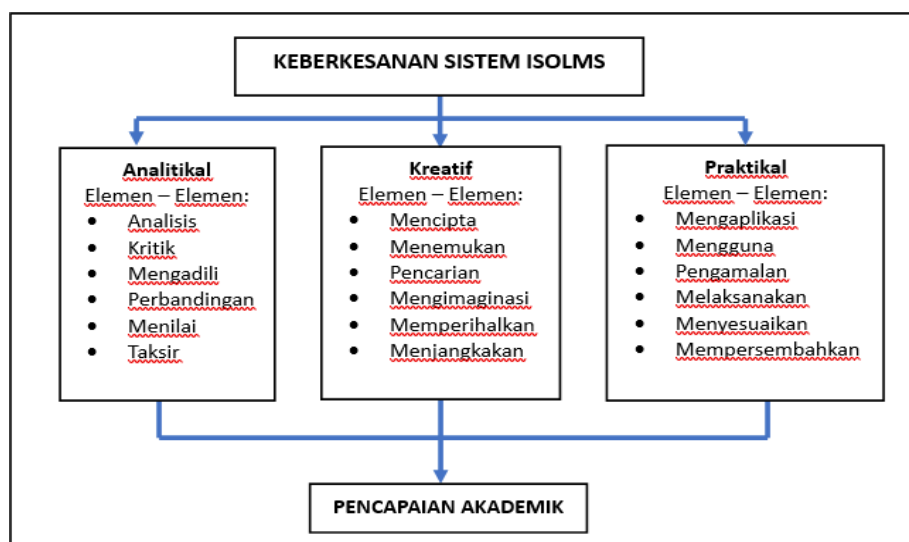 KEBERKESANAN SISTEM ISOLMS
Analitikal
Elemen – Elemen:
• Analisis
• Kritik
• Mengadili
• Perbandingan
• Menilai
• Taksir
Kreatif
Elemen – Elemen:
• Mencipta
• Menemukan
• Pencarian
• Mengimaginasi
• Memperihalkan
• Menjangkakan
Praktikal
Elemen – Elemen:
• Mengaplikasi
• Mengguna
• Pengamalan
• Melaksanakan
• Menyesuaikan
• Mempersembahkan
PENCAPAIAN AKADEMIK